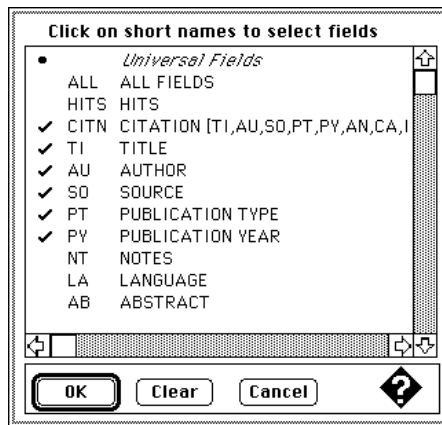 Click on short names to select fields
• Universal Fields
ALL ALL FIELDS
HITS HITS
✓ CITN CITATION [TI,AU,SO,PT,PY,AN,CA,I
✓ TI TITLE
✓ AU AUTHOR
✓ SO SOURCE
✓ PT PUBLICATION TYPE
✓ PY PUBLICATION YEAR
NT NOTES
LA LANGUAGE
AB ABSTRACT
OK Clear Cancel ?